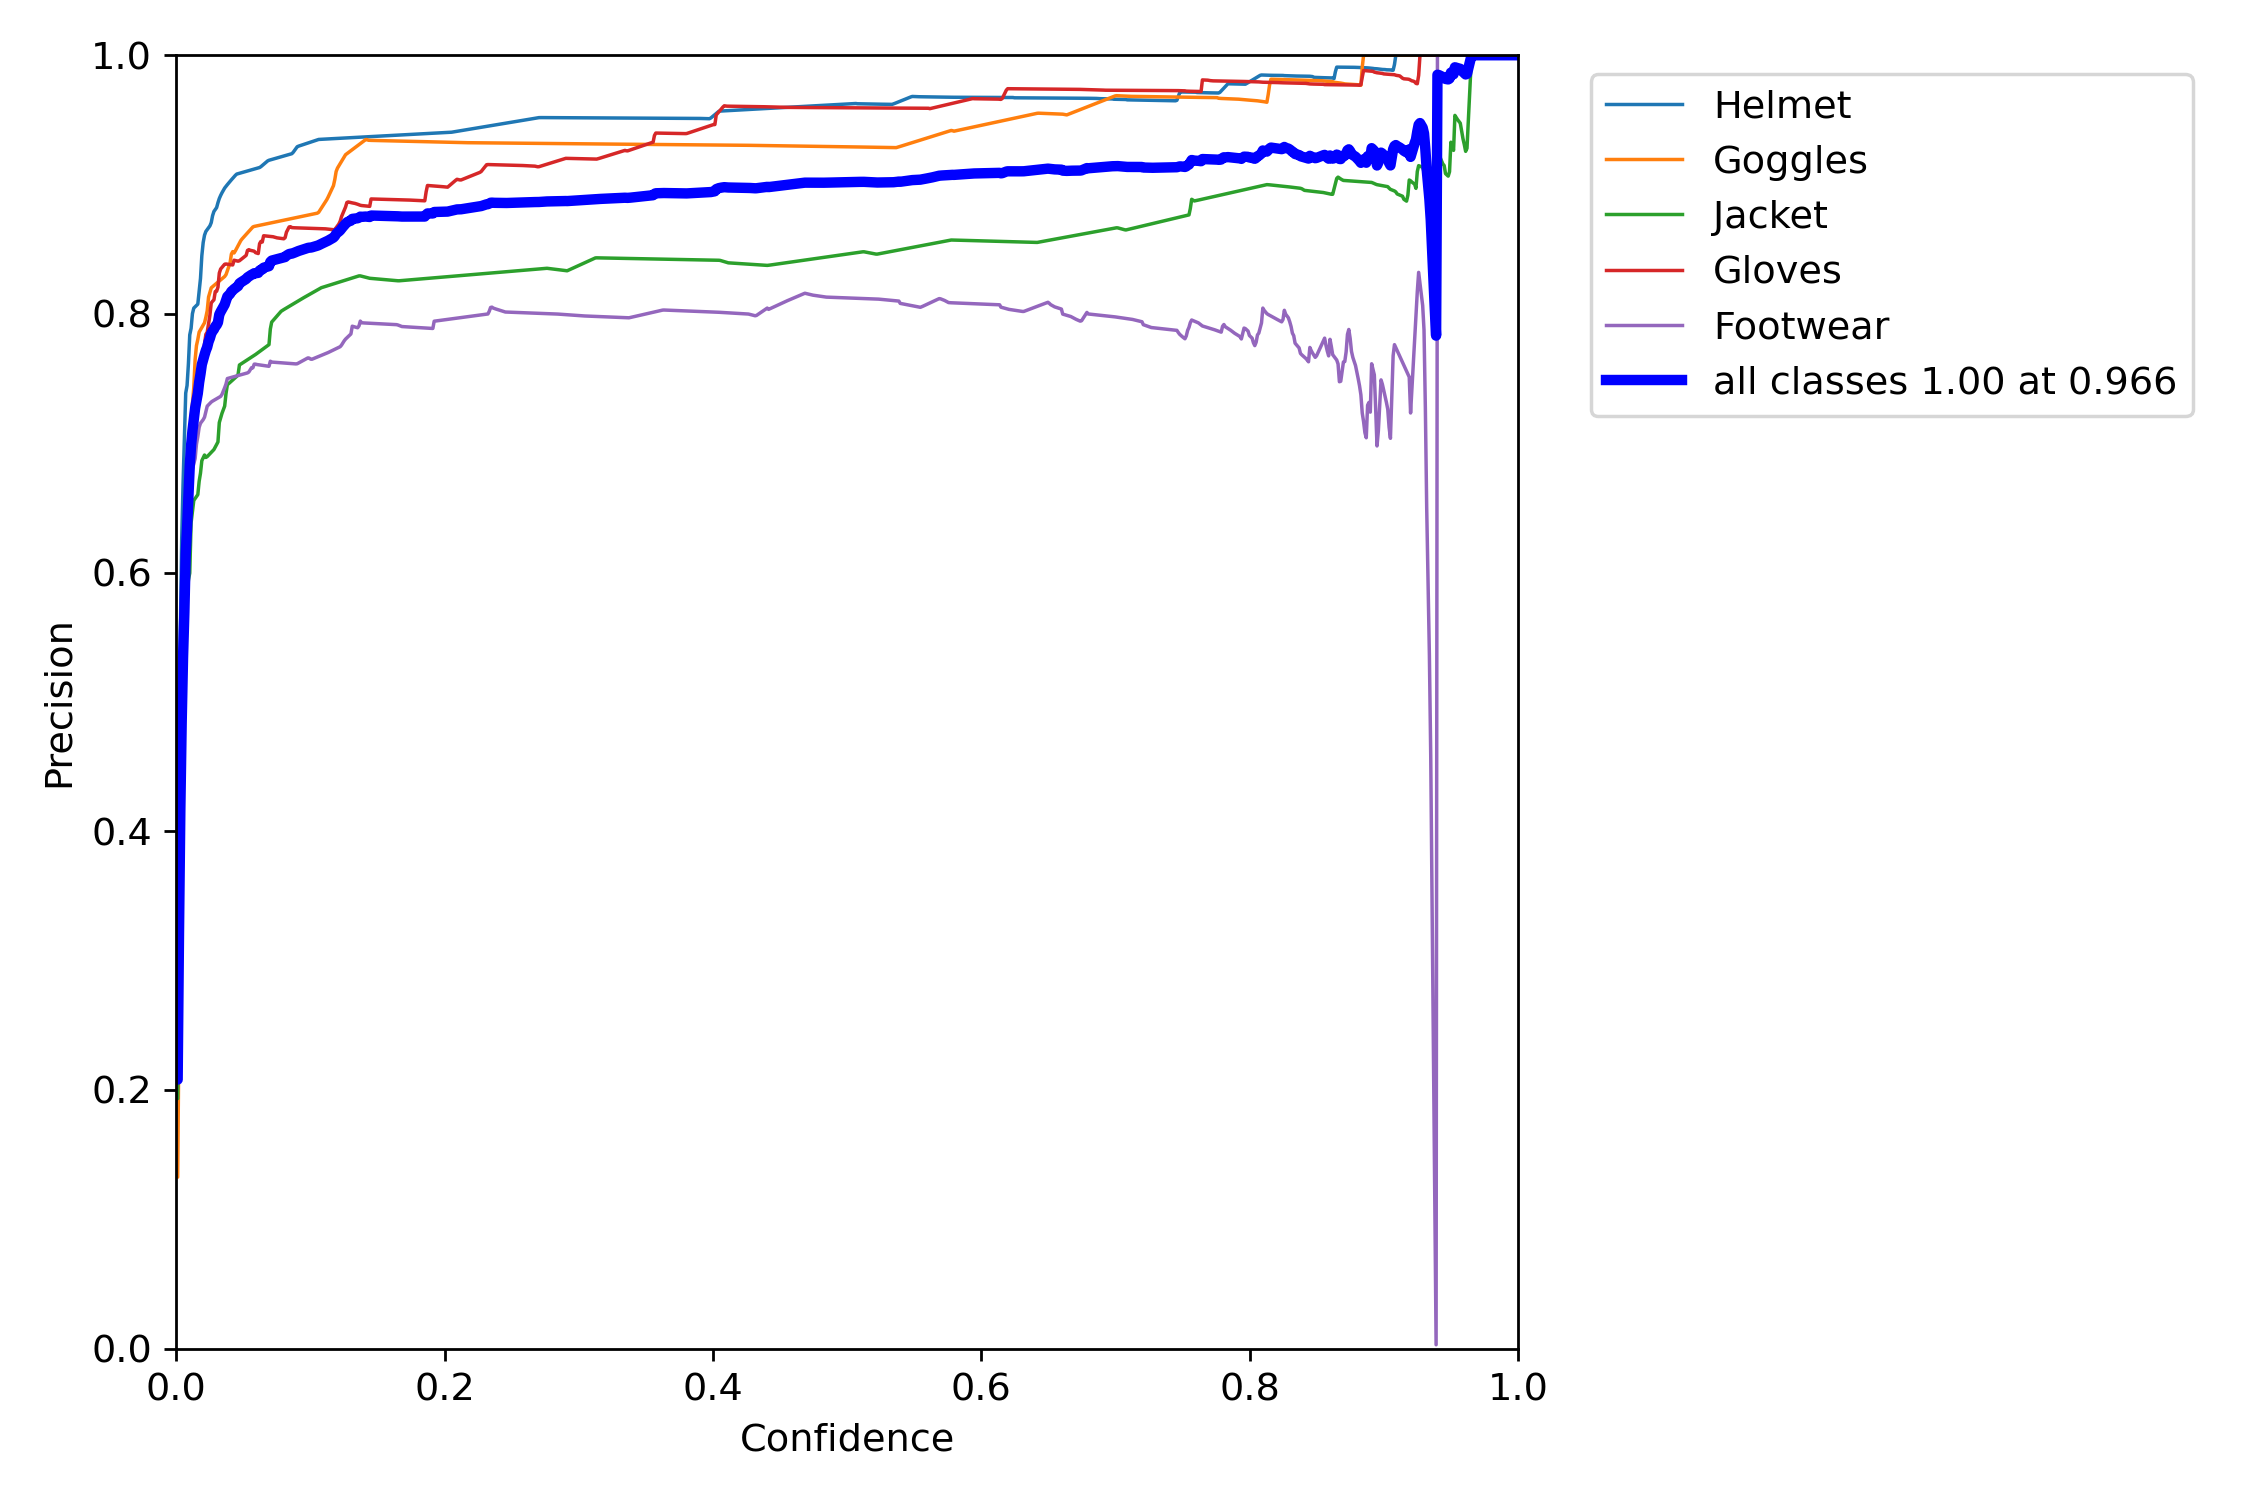 1.0
0.8
0.6
0.4
0.2
0.0
Precision
0.0 0.2 0.4 0.6 0.8 1.0
Confidence
Helmet
Goggles
Jacket
Gloves
Footwear
all classes 1.00 at 0.966